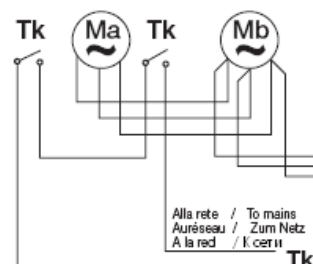 Tk Ma Tk Mb
Alla rete / To mains
Auréseau / Zum Netz
A la red / К сети
Tk